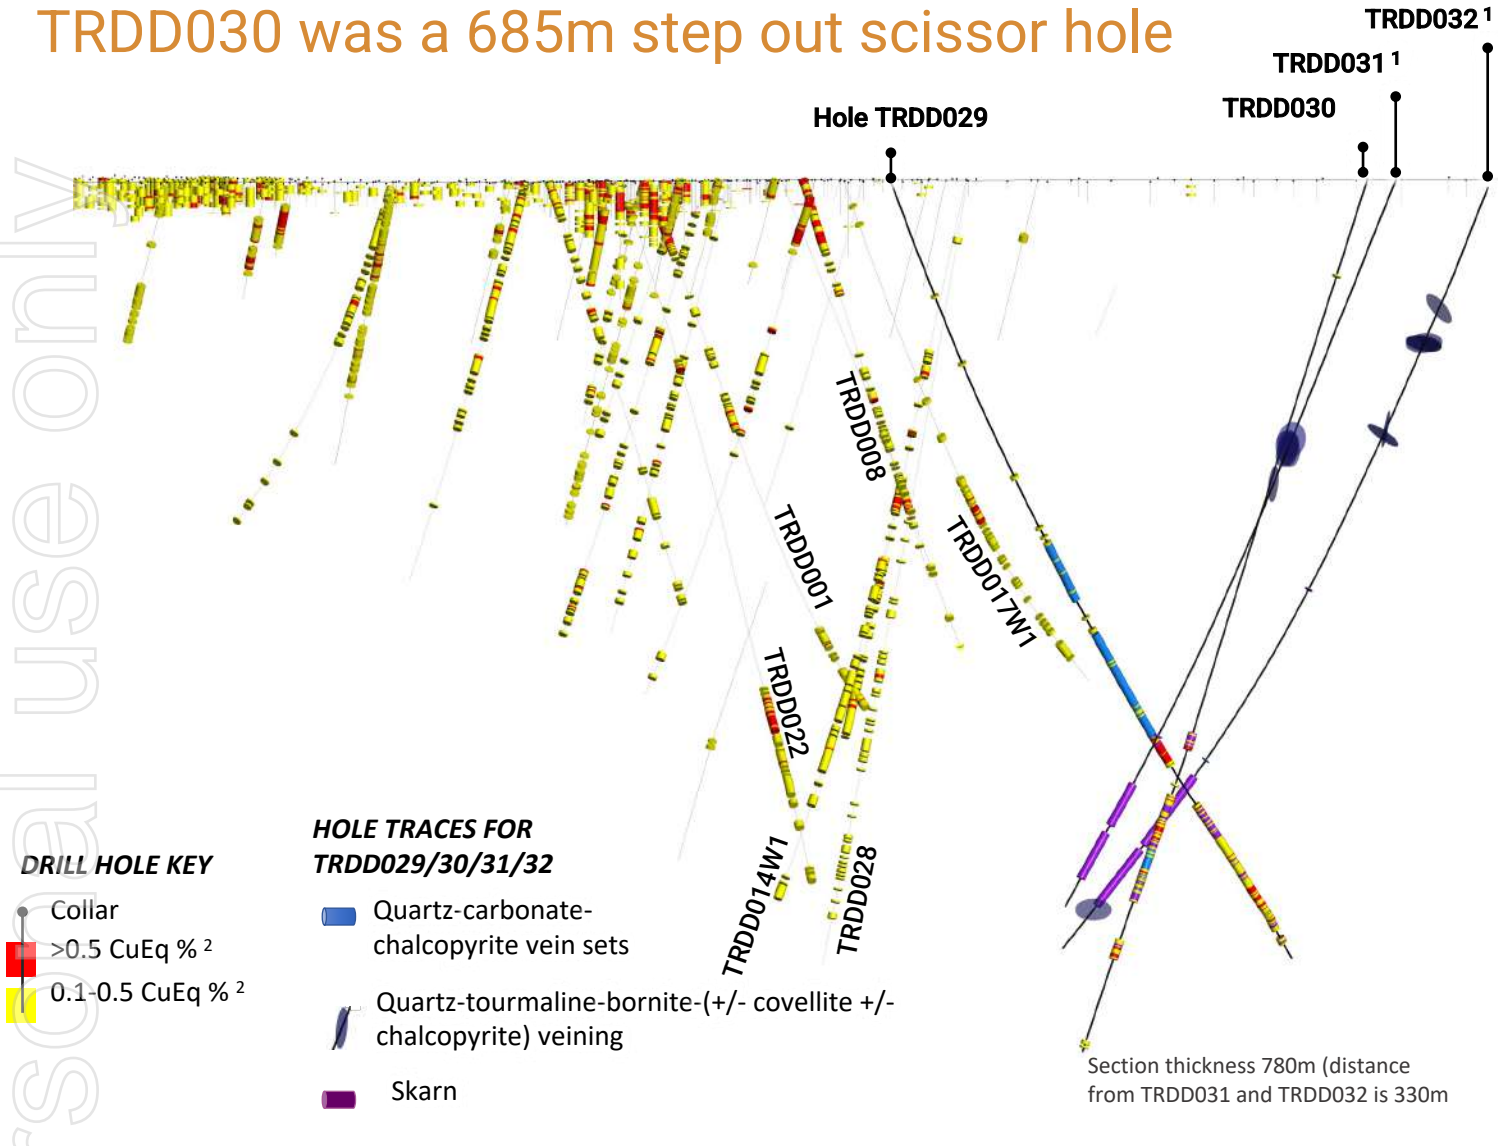 TRDD030 was a 685m step out scissor hole
TRDD032 1
TRDD031 1
TRDD030
Hole TRDD029
TRDD008
TRDD001
TRDD017W1
TRDD022
TRDD014W1
TRDD028
DRILL HOLE KEY
Collar
>0.5 CuEq % 2
0.1-0.5 CuEq % 2
HOLE TRACES FOR
TRDD029/30/31/32
Quartz-carbonate-
chalcopyrite vein sets
Quartz-tourmaline-bornite-(+/- covellite +/-
chalcopyrite) veining
Skarn
Section thickness 780m (distance
from TRDD031 and TRDD032 is 330m
rsonal use only